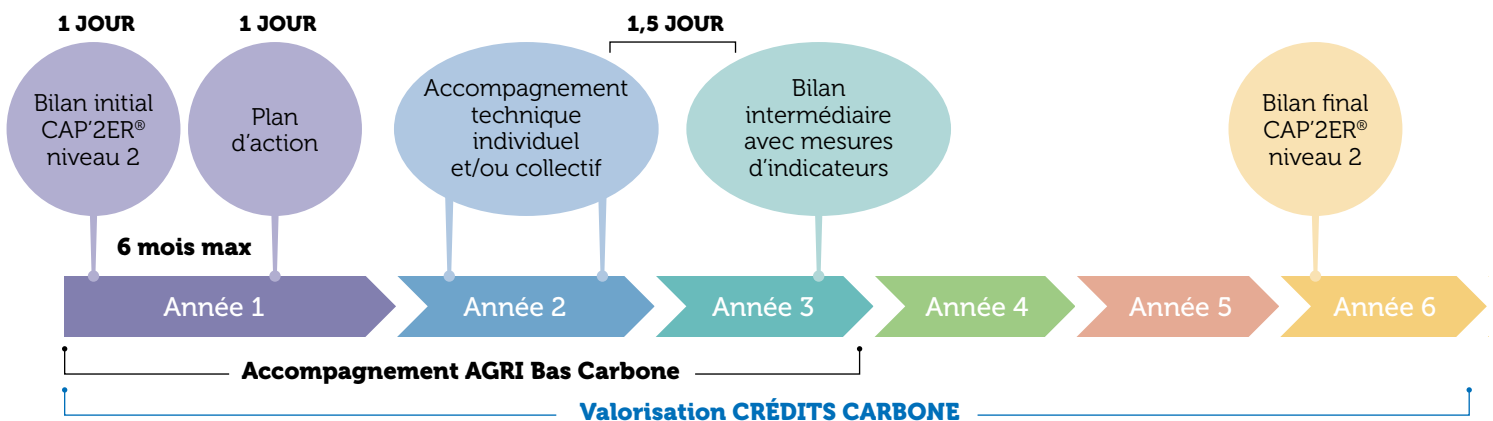 1 JOUR
1 JOUR
1,5 JOUR
Bilan initial
CAP'2ER®
niveau 2
Plan
d'action
Accompagnement
technique
individuel
et/ou collectif
Bilan
intermédiaire
avec mesures
d'indicateurs
Bilan final
CAP'2ER®
niveau 2
6 mois max
Année 1
Année 2
Année 3
Année 4
Année 5
Année 6
Accompagnement AGRI Bas Carbone
Valorisation CRÉDITS CARBONE